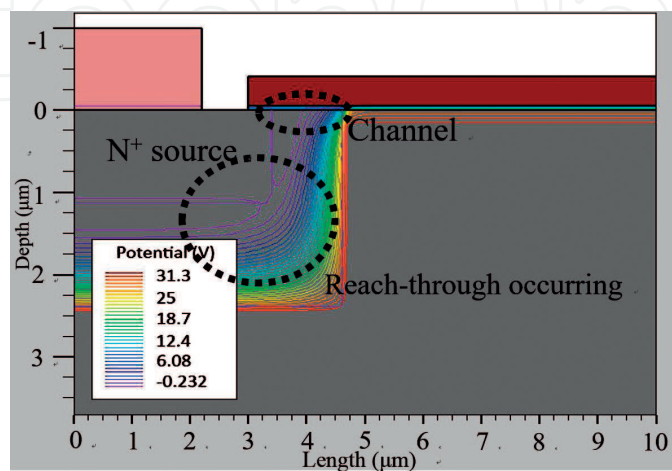 -1
0
Channel
N⁺ source
1
Depth (μm)
Potential (V)
31.3
25
18.7
12.4
6.08
-0.232
2
Reach-through occurring
3
0 1 2 3 4 5 6 7 8 9 10
Length (μm)